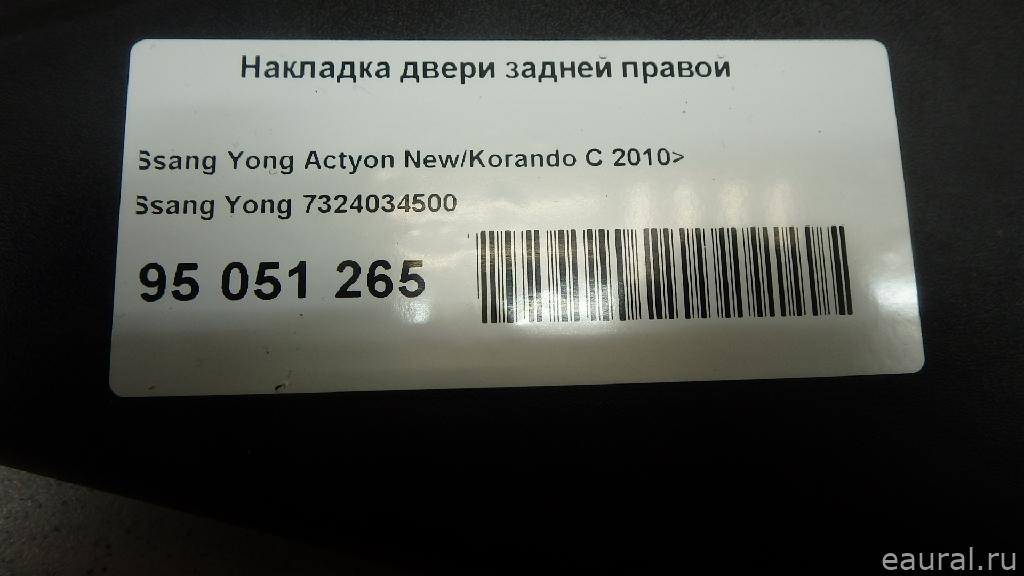 Накладка двери задней правой
Ssang Yong Actyon New/Korando C 2010>
Ssang Yong 7324034500
95 051 265
eaural.ru